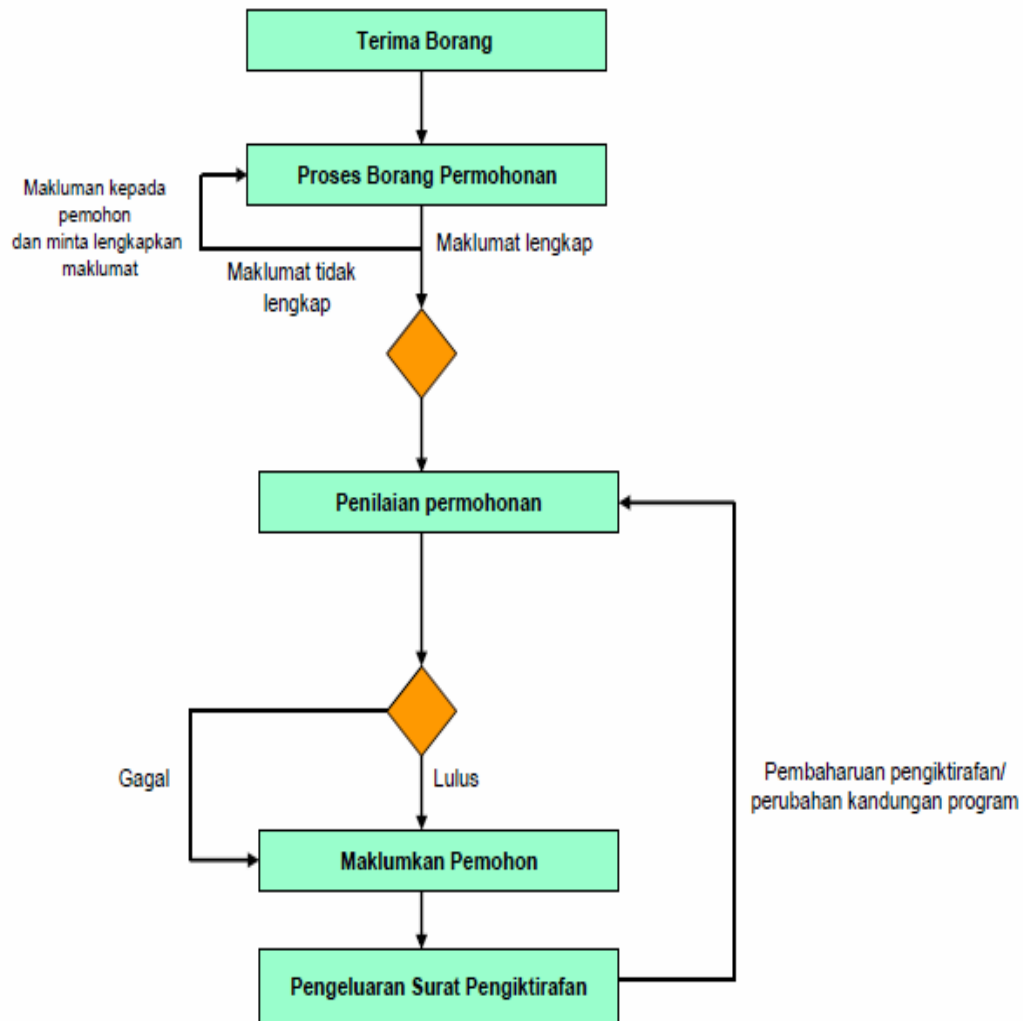 Terima Borang
Proses Borang Permohonan
Makluman kepada
pemohon
dan minta lengkapkan
maklumat
Maklumat lengkap
Maklumat tidak
lengkap
Penilaian permohonan
Gagal
Lulus
Pembaharuan pengiktirafan/
perubahan kandungan program
Maklumkan Pemohon
Pengeluaran Surat Pengiktirafan